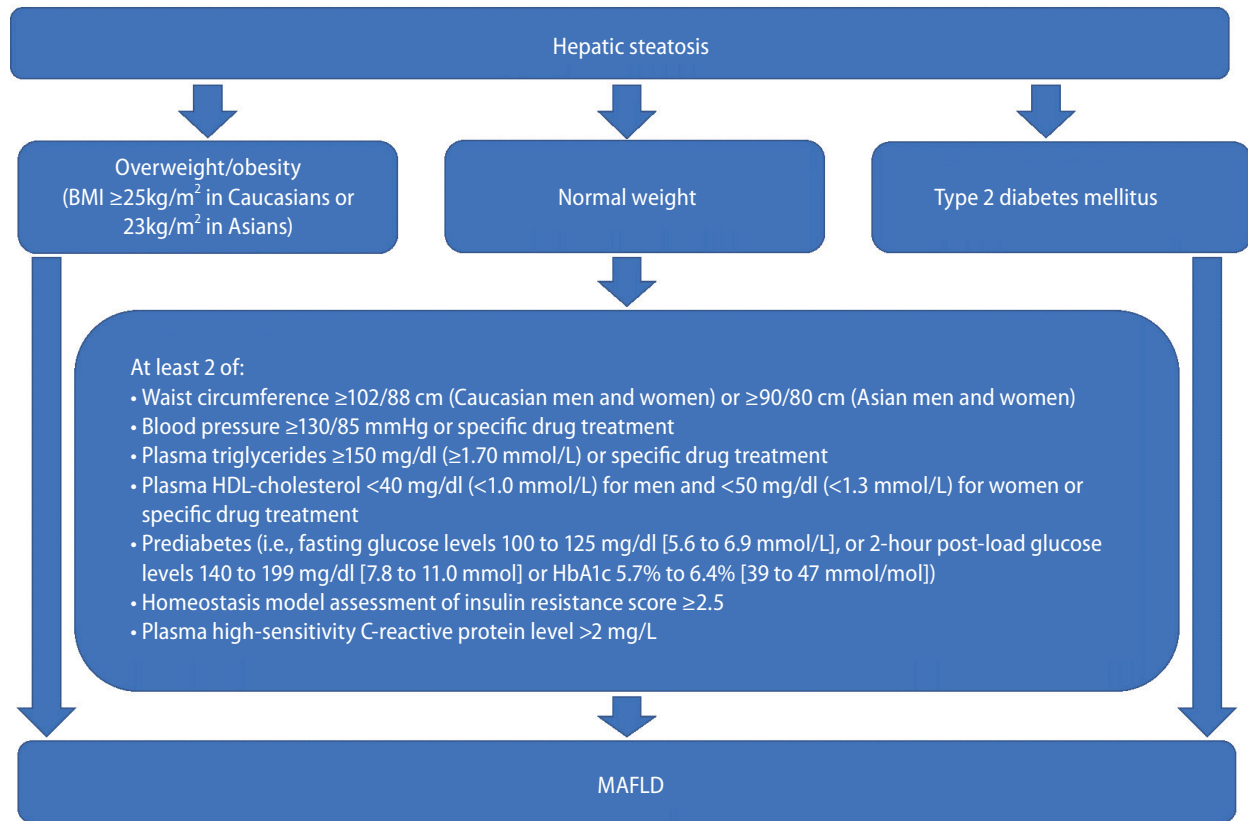 Hepatic steatosis
Overweight/obesity
(BMI ≥25kg/m² in Caucasians or
23kg/m² in Asians)
Normal weight
Type 2 diabetes mellitus
At least 2 of:
• Waist circumference ≥102/88 cm (Caucasian men and women) or ≥90/80 cm (Asian men and women)
• Blood pressure ≥130/85 mmHg or specific drug treatment
• Plasma triglycerides ≥150 mg/dl (≥1.70 mmol/L) or specific drug treatment
• Plasma HDL-cholesterol <40 mg/dl (<1.0 mmol/L) for men and <50 mg/dl (<1.3 mmol/L) for women or
specific drug treatment
• Prediabetes (i.e., fasting glucose levels 100 to 125 mg/dl [5.6 to 6.9 mmol/L], or 2-hour post-load glucose
levels 140 to 199 mg/dl [7.8 to 11.0 mmol] or HbA1c 5.7% to 6.4% [39 to 47 mmol/mol])
• Homeostasis model assessment of insulin resistance score ≥2.5
• Plasma high-sensitivity C-reactive protein level >2 mg/L
MAFLD